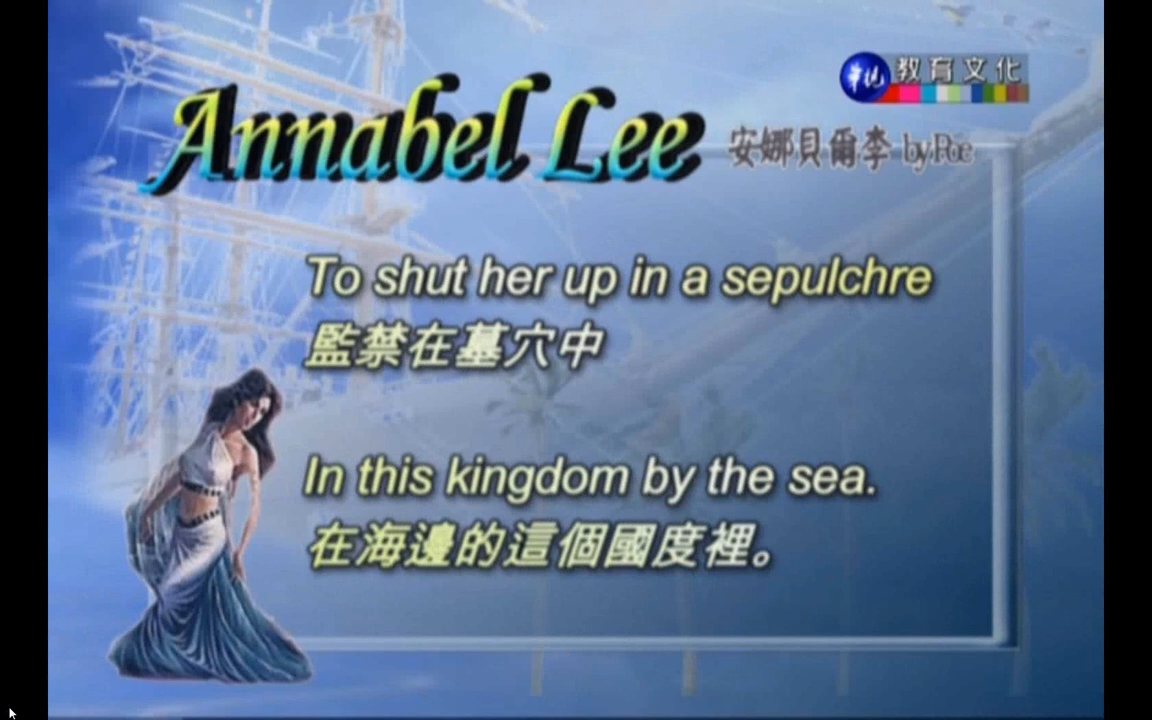 華視 教育文化
Annabel Lee
安娜貝爾李 by Poe
To shut her up in a sepulchre
監禁在墓穴中
In this kingdom by the sea.
在海邊的這個國度裡。